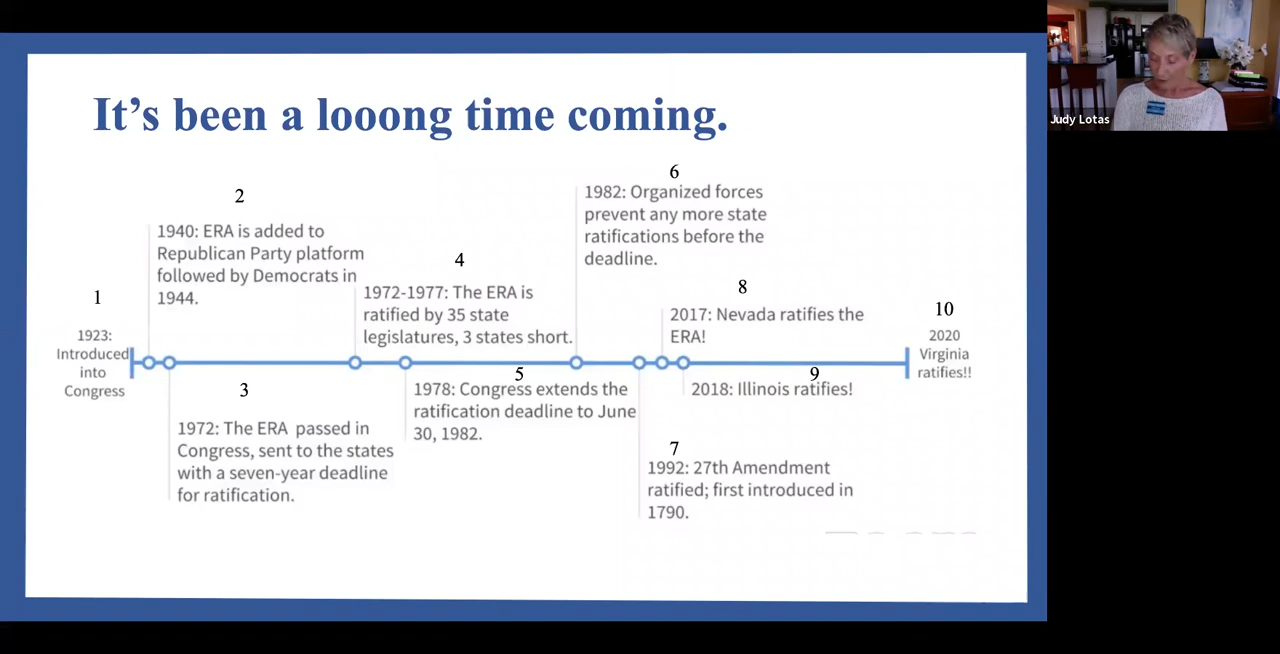 It's been a looong time coming.
1
1923:
Introduced
into
Congress
2
1940: ERA is added to
Republican Party platform
followed by Democrats in
1944.
3
1972: The ERA passed in
Congress, sent to the states
with a seven-year deadline
for ratification.
4
1972-1977: The ERA is
ratified by 35 state
legislatures, 3 states short.
5
1978: Congress extends the
ratification deadline to June
30, 1982.
6
1982: Organized forces
prevent any more state
ratifications before the
deadline.
7
1992: 27th Amendment
ratified; first introduced in
1790.
8
2017: Nevada ratifies the
ERA!
9
2018: Illinois ratifies!
10
2020
Virginia
ratifies!!
Judy Lotas